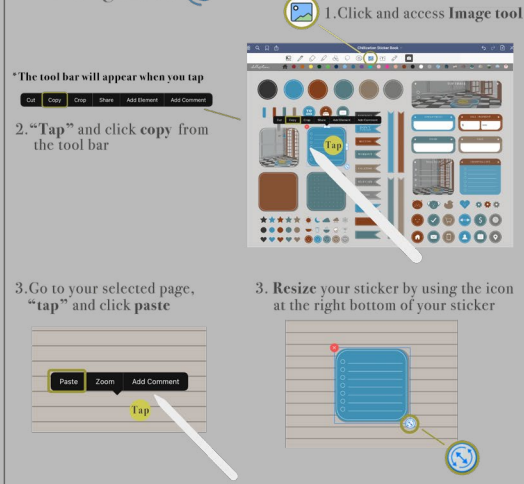 1.Click and access Image tool
*The tool bar will appear when you tap
Cut Copy Crop Share Add Element Add Comment
2."Tap" and click copy from
the tool bar
Tap
3.Go to your selected page,
"tap" and click paste
Paste Zoom Add Comment
Tap
3. Resize your sticker by using the icon
at the right bottom of your sticker